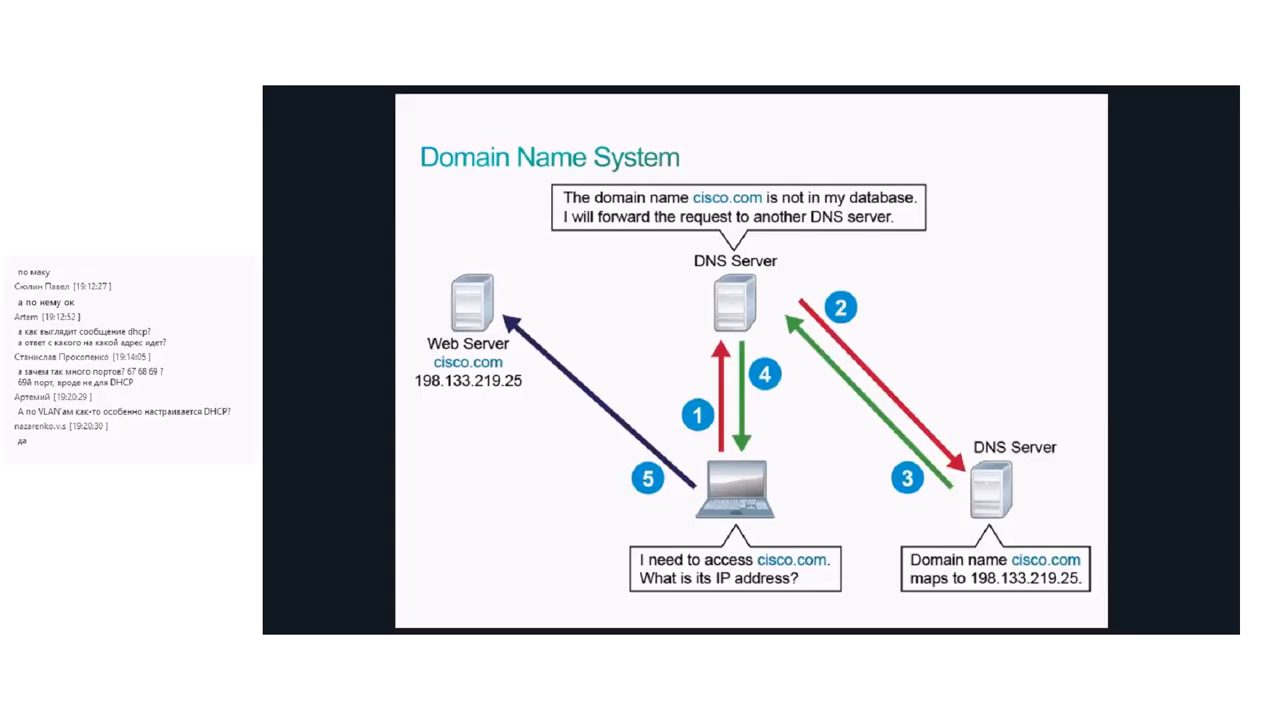 по маку
Сюлин Павел [19:12:27 ]
а по нему ок
Artem [19:12:52 ]
а как выглядит сообщение dhcp?
а ответ с какого на какой адрес идет?
Станислав Прокопенко [19:14:05 ]
а зачем так много портов? 67 68 69 ?
69й порт, вроде не для DHCP
Артемий [19:20:29 ]
А по VLAN'ам как-то особенно настраивается DHCP?
nazarenko.v.s [19:20:30 ]
да
Domain Name System
The domain name cisco.com is not in my database.
I will forward the request to another DNS server.
DNS Server
Web Server
cisco.com
198.133.219.25
2
4
1
DNS Server
5
3
I need to access cisco.com.
What is its IP address?
Domain name cisco.com
maps to 198.133.219.25.